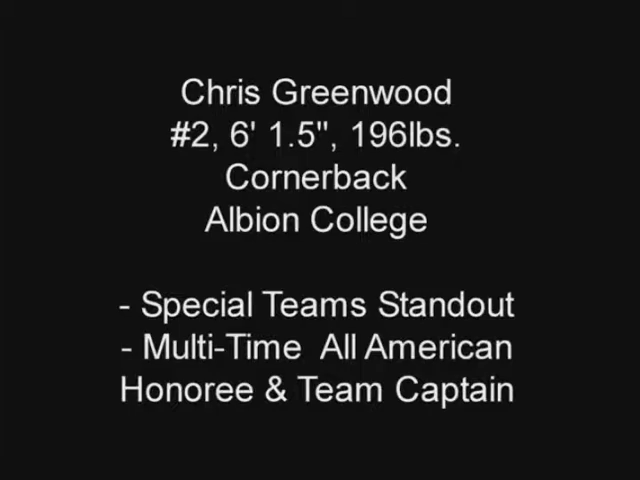 Chris Greenwood
#2, 6' 1.5", 196lbs.
Cornerback
Albion College
- Special Teams Standout
- Multi-Time  All American
Honoree & Team Captain